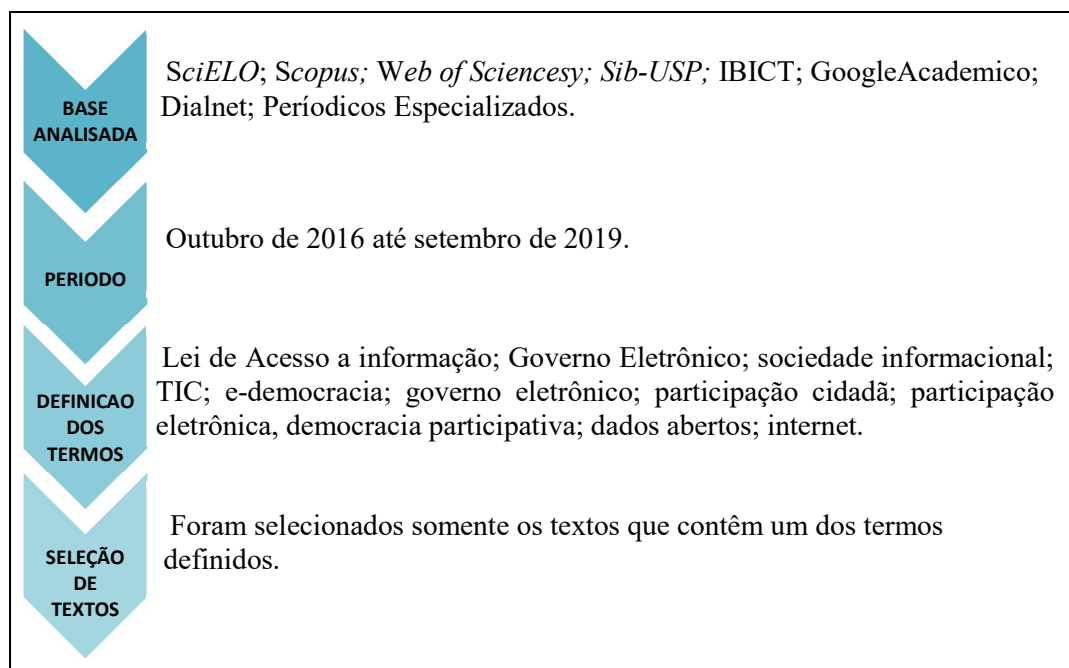 BASE
ANALISADA
SciELO; Scopus; Web of Sciencesy; Sib-USP; IBICT; GoogleAcademico;
Dialnet; Períodicos Especializados.
PERIODO
Outubro de 2016 até setembro de 2019.
DEFINICAO
DOS
TERMOS
Lei de Acesso a informação; Governo Eletrônico; sociedade informacional;
TIC; e-democracia; governo eletrônico; participação cidadã; participação
eletrônica, democracia participativa; dados abertos; internet.
SELEÇÃO
DE
TEXTOS
Foram selecionados somente os textos que contêm um dos termos
definidos.